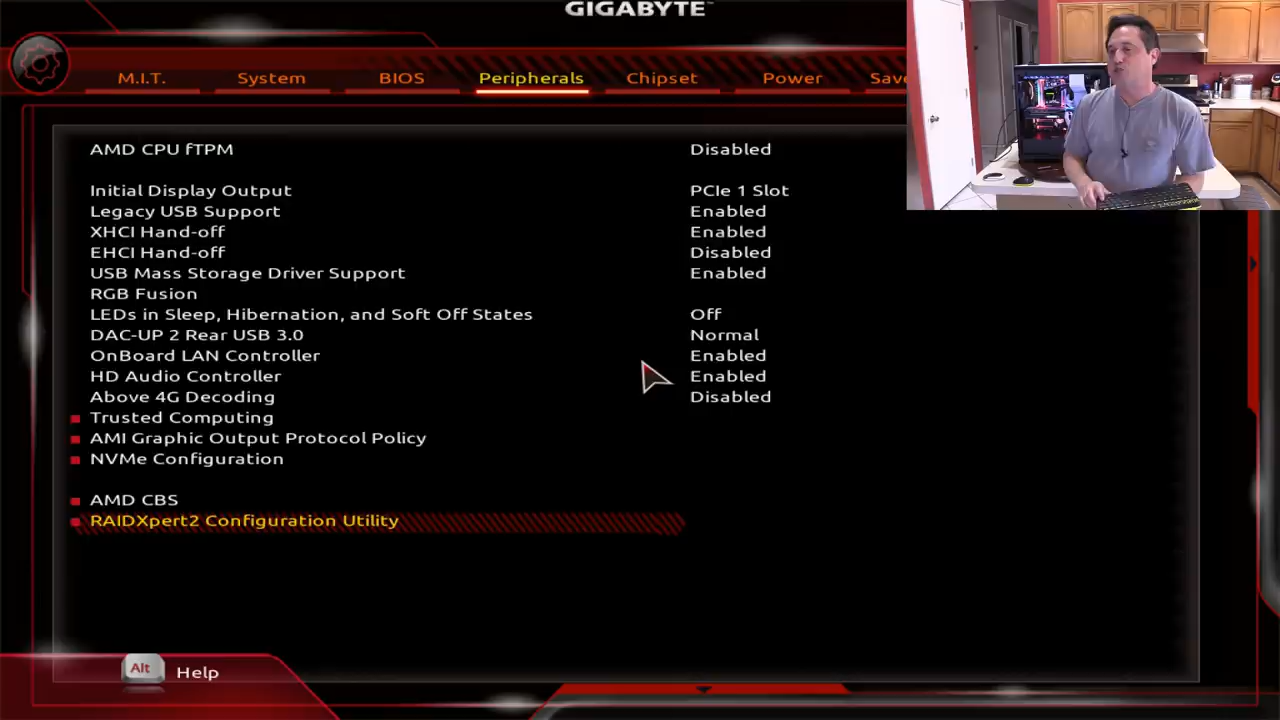 GIGABYTE™
M.I.T. System BIOS Peripherals Chipset Power Save
AMD CPU fTPM Disabled
Initial Display Output PCIe 1 Slot
Legacy USB Support Enabled
XHCI Hand-off Enabled
EHCI Hand-off Disabled
USB Mass Storage Driver Support Enabled
RGB Fusion
LEDs in Sleep, Hibernation, and Soft Off States Off
DAC-UP 2 Rear USB 3.0 Normal
OnBoard LAN Controller Enabled
HD Audio Controller Enabled
Above 4G Decoding Disabled
Trusted Computing
AMI Graphic Output Protocol Policy
NVMe Configuration
AMD CBS
RAIDXpert2 Configuration Utility
Alt Help